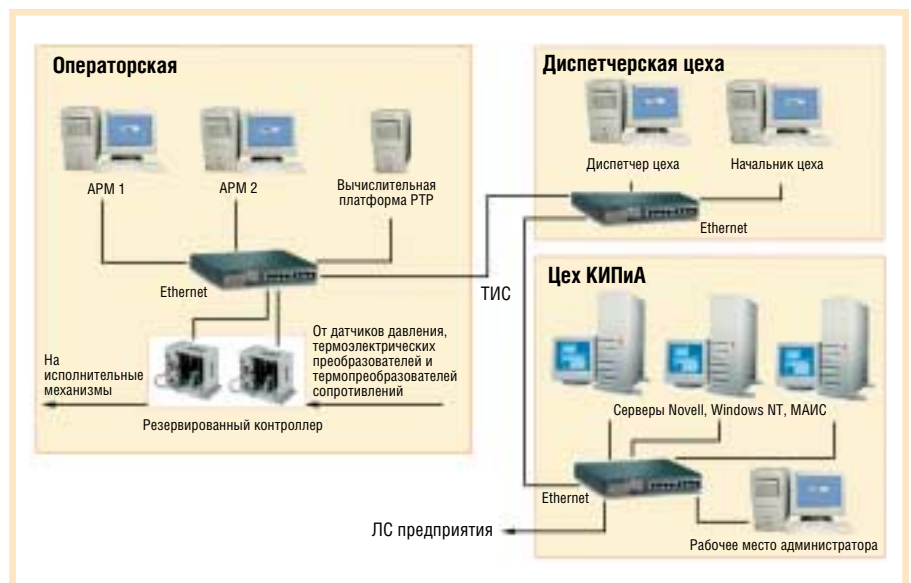 Операторская
АРМ 1
АРМ 2
Вычислительная
платформа РТР
Ethernet
На
исполнительные
механизмы
От датчиков давления,
термоэлектрических
преобразователей и
термопреобразователей
сопротивлений
Резервированный контроллер
ТИС
Диспетчерская цеха
Диспетчер цеха
Начальник цеха
Ethernet
Цех КИПиА
Серверы Novell, Windows NT, МАИС
Ethernet
ЛС предприятия
Рабочее место администратора